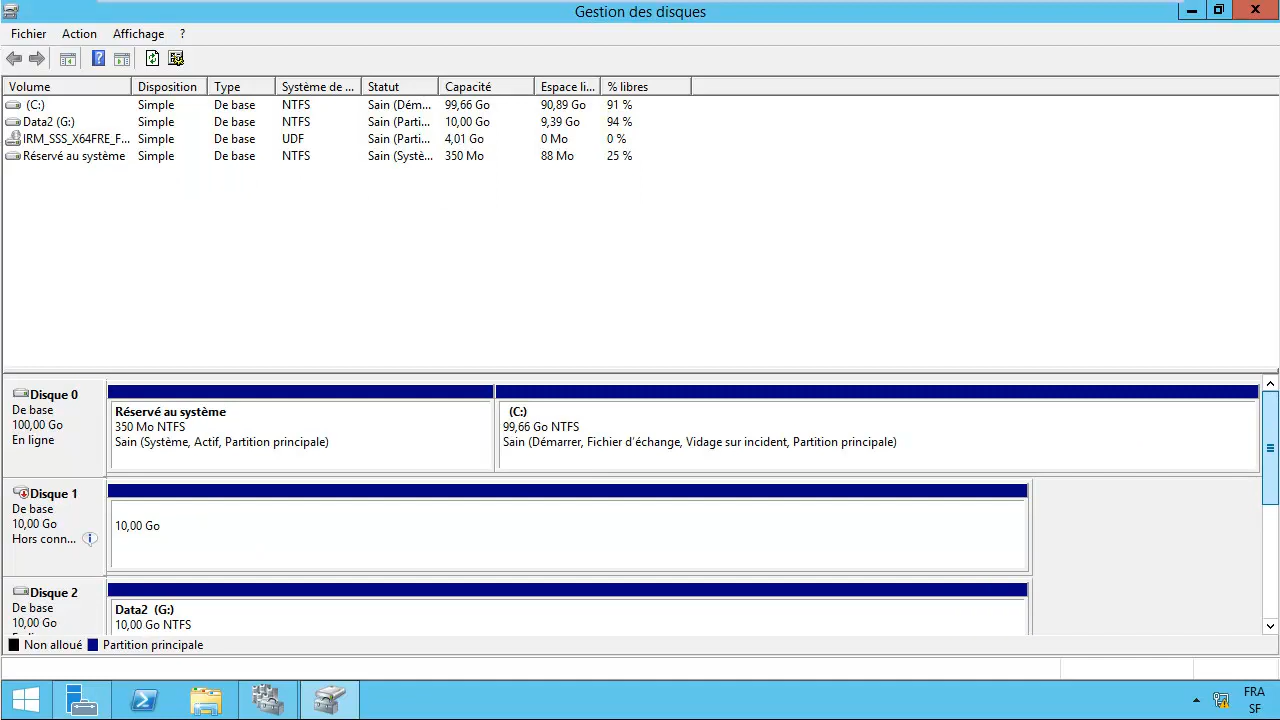 Gestion des disques
Fichier Action Affichage ?
Volume Disposition Type Système de ... Statut Capacité Espace li... % libres
(C:) Simple De base NTFS Sain (Dém... 99,66 Go 90,89 Go 91 %
Data2 (G:) Simple De base NTFS Sain (Parti... 10,00 Go 9,39 Go 94 %
IRM_SSS_X64FRE_F... Simple De base UDF Sain (Parti... 4,01 Go 0 Mo 0 %
Réservé au système Simple De base NTFS Sain (Systè... 350 Mo 88 Mo 25 %
Disque 0
De base
100,00 Go
En ligne
Réservé au système
350 Mo NTFS
Sain (Système, Actif, Partition principale)
(C:)
99,66 Go NTFS
Sain (Démarrer, Fichier d'échange, Vidage sur incident, Partition principale)
Disque 1
De base
10,00 Go
Hors conn...
10,00 Go
Disque 2
De base
10,00 Go
Data2 (G:)
10,00 Go NTFS
Non alloué Partition principale
FRA
SF